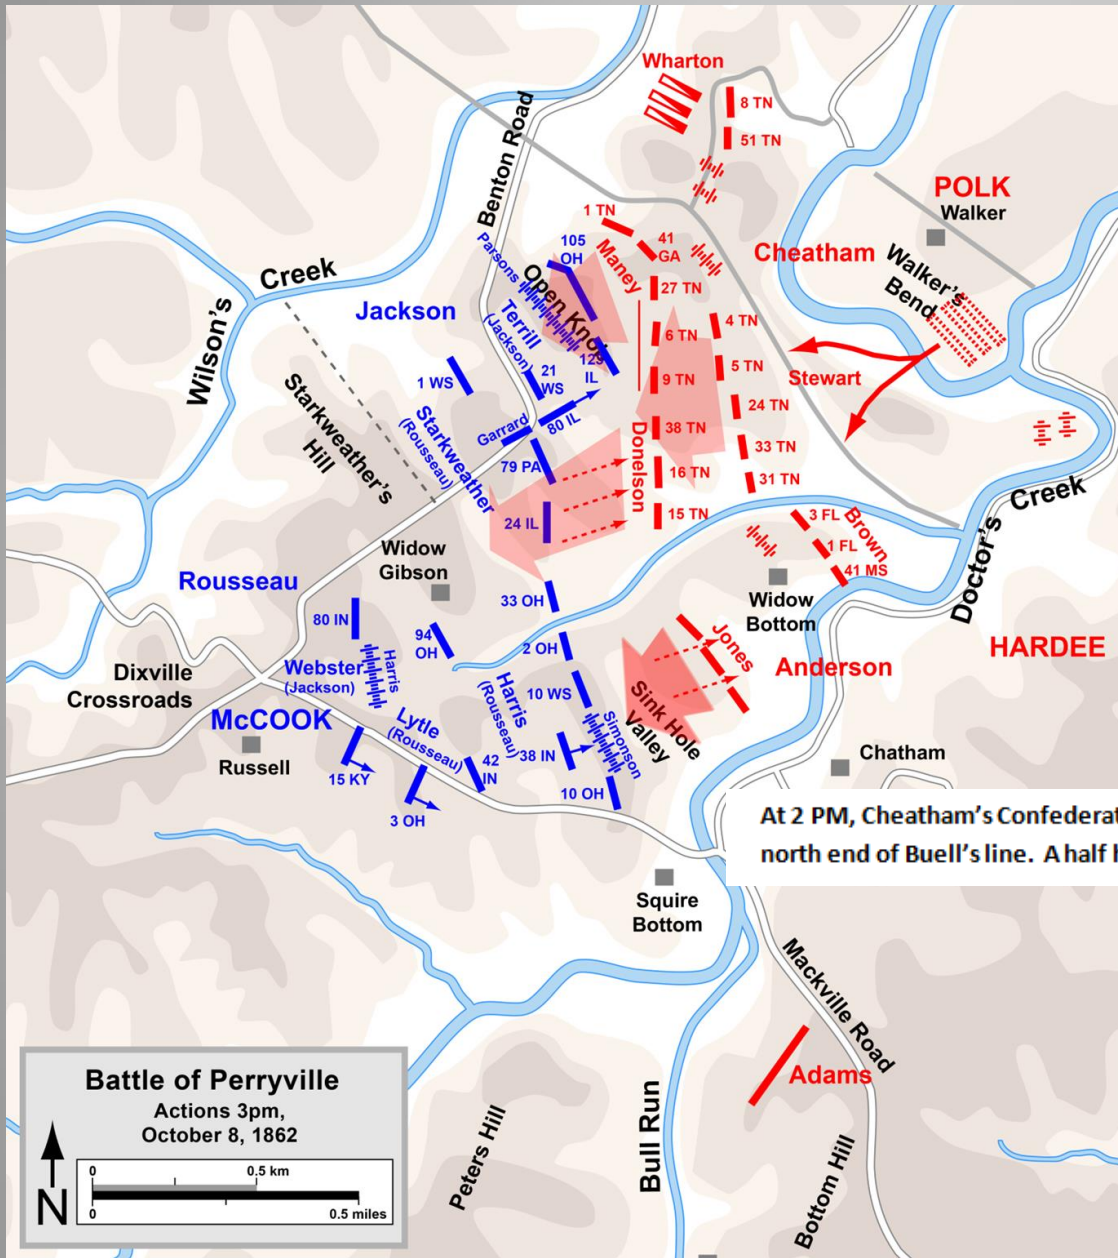 Wharton
8 TN
51 TN
Benton Road
POLK
Walker
1 TN
105
OH
41
GA
Maney
Parsons
Open Knob
Cheatham
Walker's
Bend
Creek
Wilson's
Jackson
Terrill
(Jackson)
27 TN
6 TN
4 TN
5 TN
Stewart
1 WS
21
WS
IL
9 TN
24 TN
Starkweather's
Hill
Starkweather
(Rousseau)
Garrard
80 IL
38 TN
Donelson
33 TN
79 PA
16 TN
31 TN
24 IL
15 TN
3 FL
Brown
1 FL
41 MS
Doctor's Creek
Widow
Gibson
Rousseau
33 OH
Widow
Bottom
HARDEE
80 IN
94
OH
2 OH
Jones
Anderson
Dixville
Crossroads
Webster
(Jackson)
Harris
10 WS
Harris
(Rousseau)
Sink Hole
Valley
McCOOK
Lytle
(Rousseau)
Simonson
38 IN
Russell
15 KY
42
IN
10 OH
3 OH
Chatham
At 2 PM, Cheatham's Confederat
north end of Buell's line. A half h
Squire
Bottom
Mackville Road
Adams
Bull Run
Peters Hill
Bottom Hill
Battle of Perryville
Actions 3pm,
October 8, 1862
0 0.5 km
0 0.5 miles
N